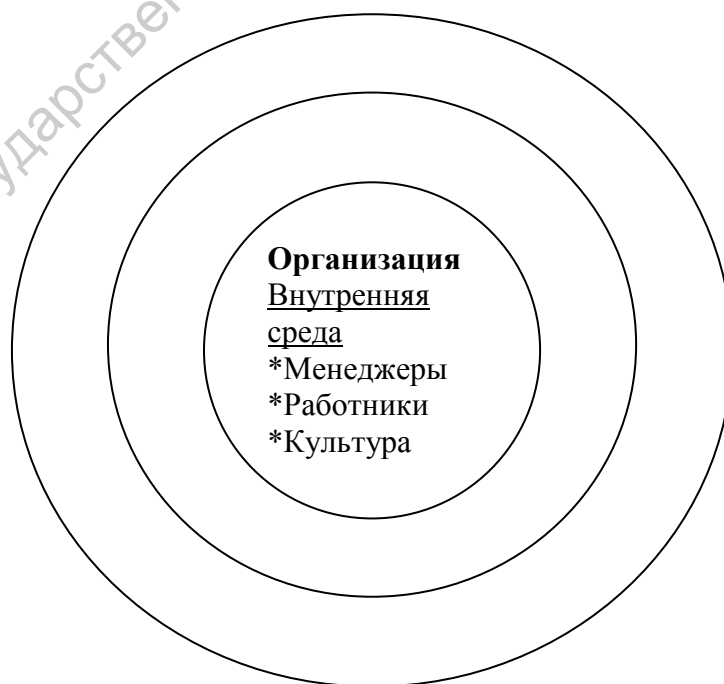 Организация
Внутренняя
среда
*Менеджеры
*Работники
*Культура